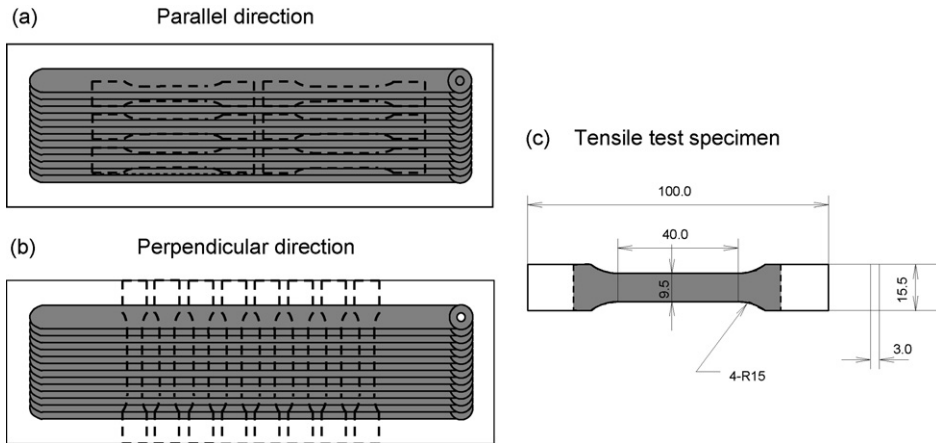 (a) Parallel direction
(b) Perpendicular direction
(c) Tensile test specimen
100.0
40.0
9.5
15.5
3.0
4-R15